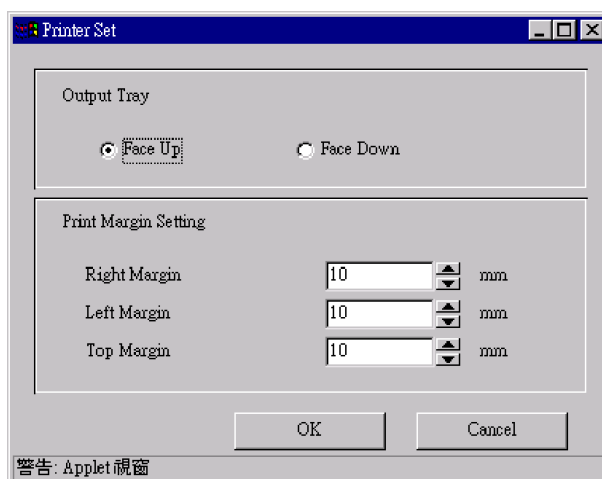 Printer Set
Output Tray
Face Up Face Down
Print Margin Setting
Right Margin 10 mm
Left Margin 10 mm
Top Margin 10 mm
OK Cancel
警告: Applet 視窗